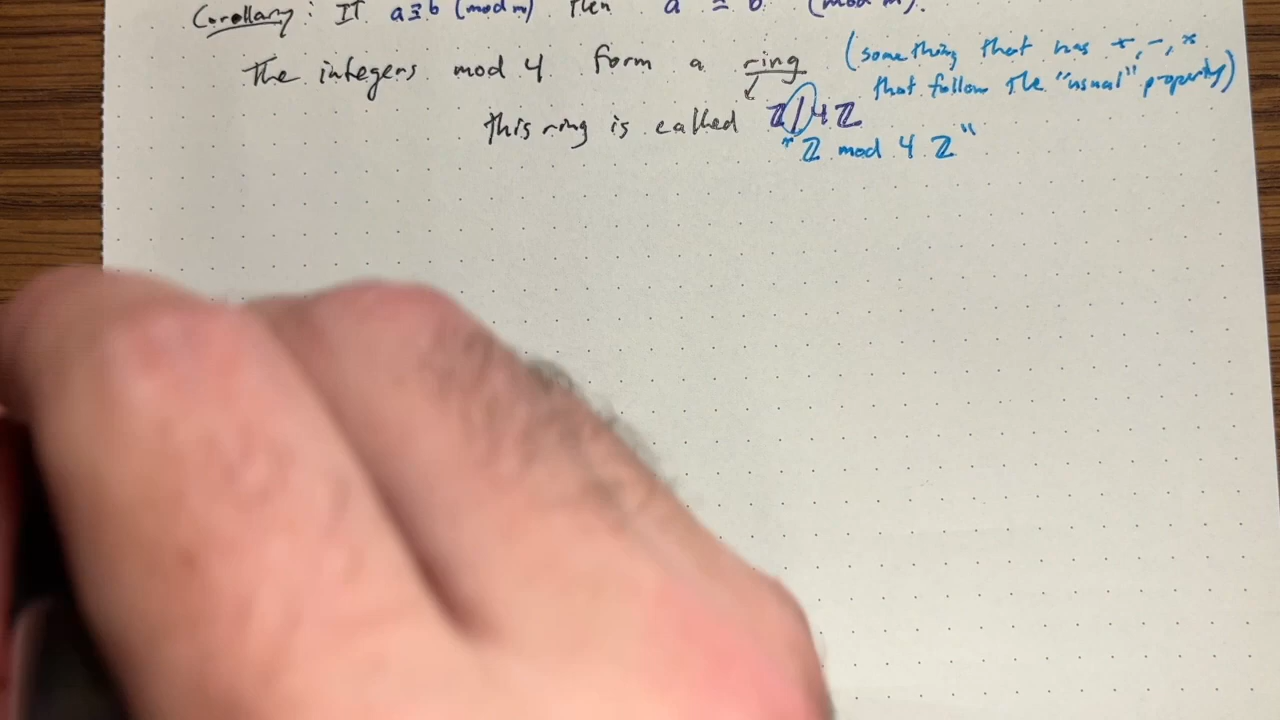 Corollary: If a≡b (mod m) then a ≡ b (mod m).
The integers mod 4 form a ring (something that has +, -, ×
that follow the "usual" property)
this ring is called ℤ/4ℤ
"ℤ mod 4 ℤ"